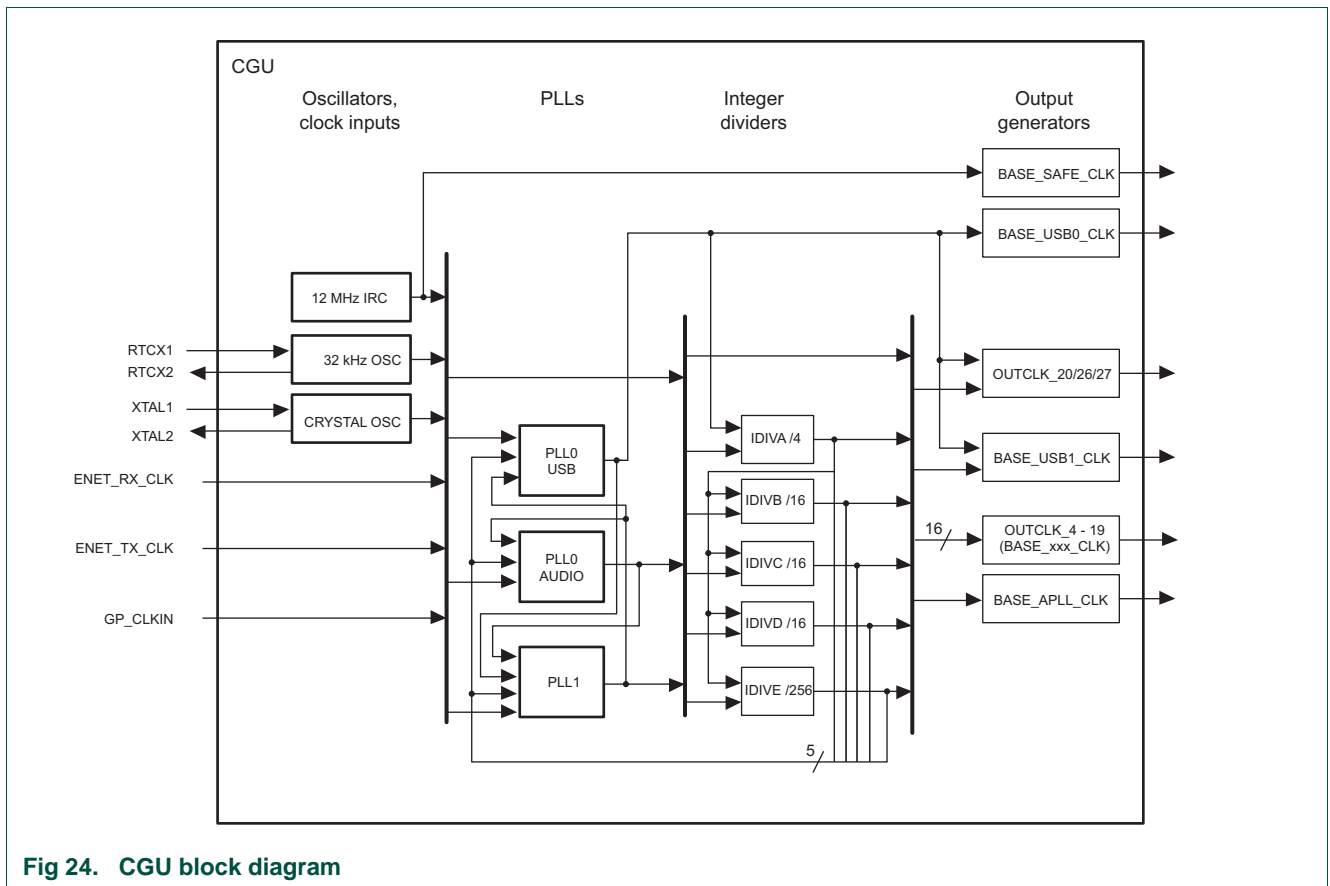 CGU
Oscillators,
clock inputs
PLLs
Integer
dividers
Output
generators
BASE_SAFE_CLK
BASE_USB0_CLK
12 MHz IRC
RTCX1
RTCX2
32 kHz OSC
OUTCLK_20/26/27
XTAL1
XTAL2
CRYSTAL OSC
PLL0
USB
IDIVA /4
BASE_USB1_CLK
ENET_RX_CLK
IDIVB /16
16
OUTCLK_4 - 19
(BASE_xxx_CLK)
ENET_TX_CLK
PLL0
AUDIO
IDIVC /16
BASE_APLL_CLK
GP_CLKIN
IDIVD /16
PLL1
IDIVE /256
5
Fig 24. CGU block diagram